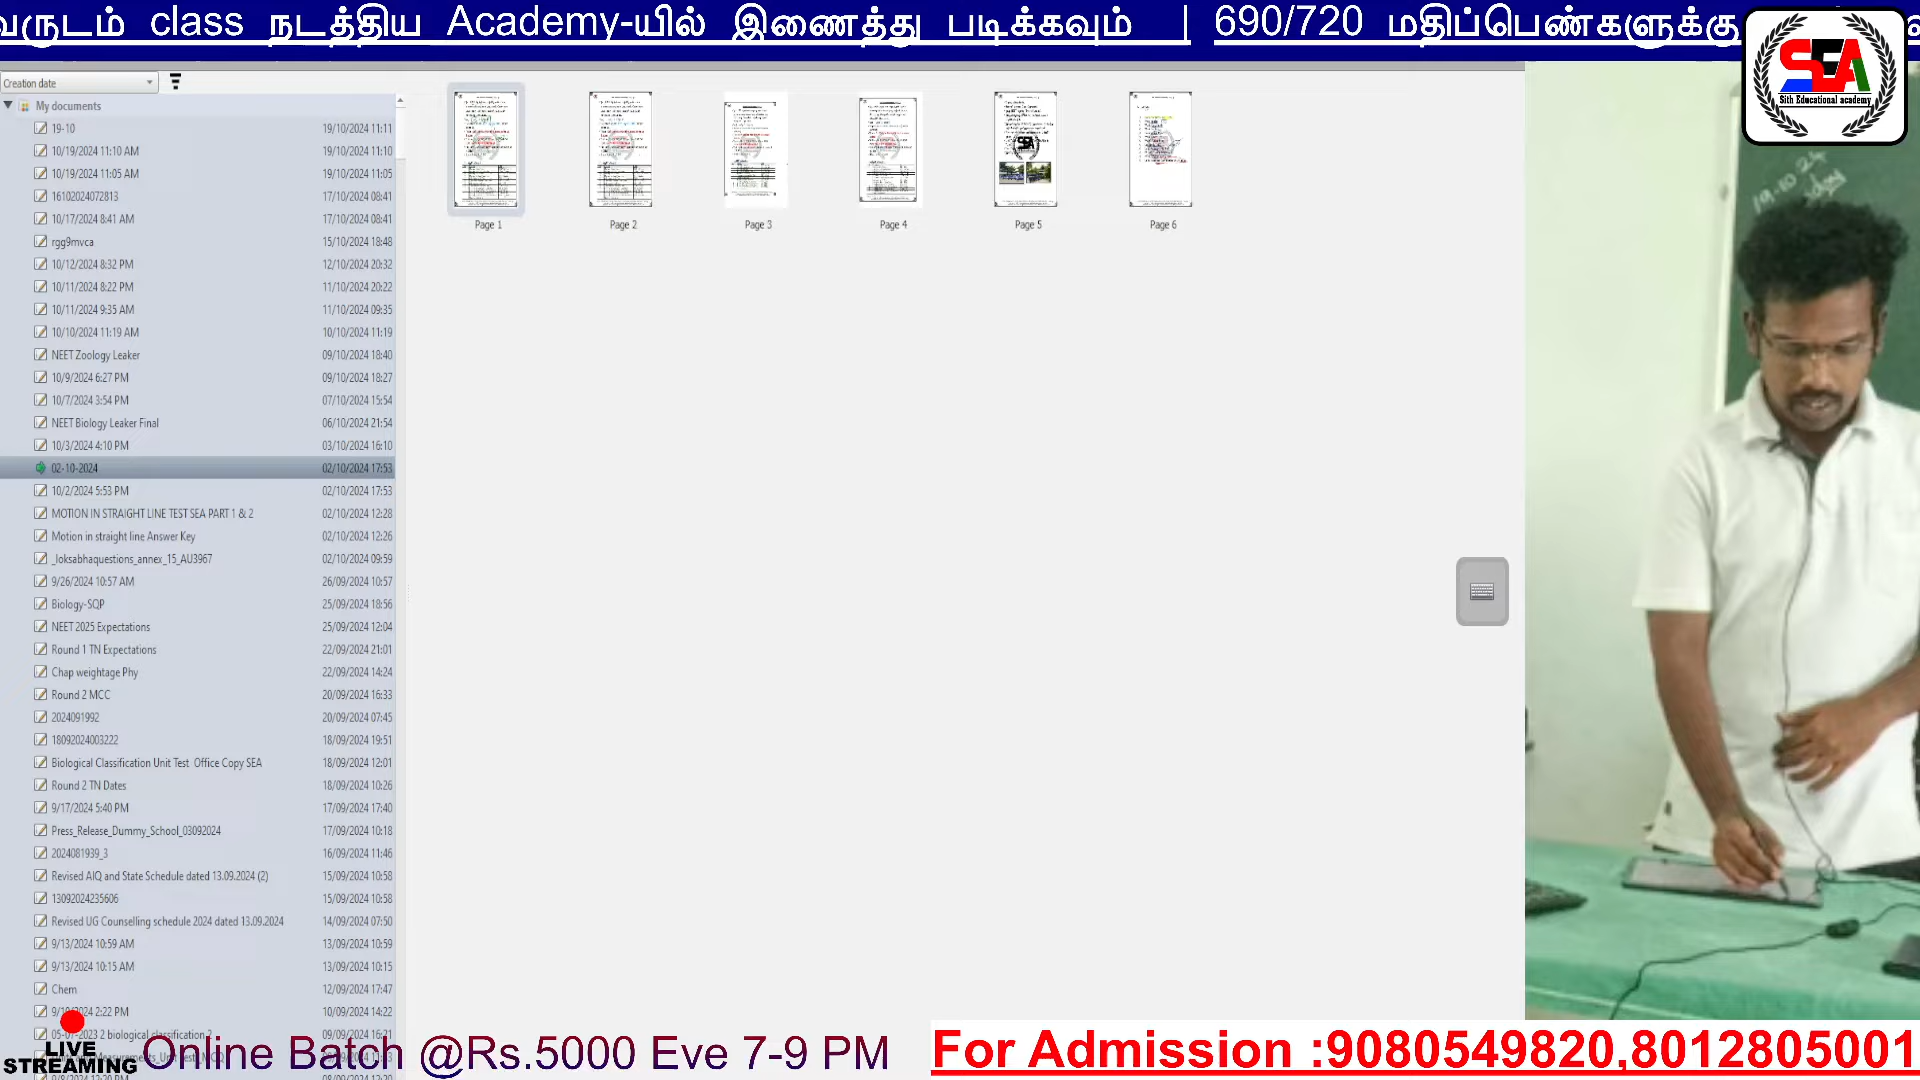 வருடம் class நடத்திய Academy-யில் இணைத்து படிக்கவும் | 690/720 மதிப்பெண்களுக்கு
SEA
Sith Educational academy
Creation date
My documents
19-10 19/10/2024 11:11
10/19/2024 11:10 AM 19/10/2024 11:10
10/19/2024 11:05 AM 19/10/2024 11:05
16102024072813 17/10/2024 08:41
10/17/2024 8:41 AM 17/10/2024 08:41
rgg9mvca 15/10/2024 18:48
10/12/2024 8:32 PM 12/10/2024 20:32
10/11/2024 8:22 PM 11/10/2024 20:22
10/11/2024 9:35 AM 11/10/2024 09:35
10/10/2024 11:19 AM 10/10/2024 11:19
NEET Zoology Leaker 09/10/2024 18:40
10/9/2024 6:27 PM 09/10/2024 18:27
10/7/2024 3:54 PM 07/10/2024 15:54
NEET Biology Leaker Final 06/10/2024 21:54
10/3/2024 4:10 PM 03/10/2024 16:10
02-10-2024 02/10/2024 17:53
10/2/2024 5:53 PM 02/10/2024 17:53
MOTION IN STRAIGHT LINE TEST SEA PART 1 & 2 02/10/2024 12:28
Motion in straight line Answer Key 02/10/2024 12:26
_loksabhaquestions_annex_15_AU3967 02/10/2024 09:59
9/26/2024 10:57 AM 26/09/2024 10:57
Biology-SQP 25/09/2024 18:56
NEET 2025 Expectations 25/09/2024 12:04
Round 1 TN Expectations 22/09/2024 21:01
Chap weightage Phy 22/09/2024 14:24
Round 2 MCC 20/09/2024 16:33
2024091992 20/09/2024 07:45
18092024003222 18/09/2024 19:51
Biological Classification Unit Test Office Copy SEA 18/09/2024 12:01
Round 2 TN Dates 18/09/2024 10:26
9/17/2024 5:40 PM 17/09/2024 17:40
Press_Release_Dummy_School_03092024 17/09/2024 10:18
2024081939_3 16/09/2024 11:46
Revised AIQ and State Schedule dated 13.09.2024 (2) 15/09/2024 10:58
13092024235606 15/09/2024 10:58
Revised UG Counselling schedule 2024 dated 13.09.2024 14/09/2024 07:50
9/13/2024 10:59 AM 13/09/2024 10:59
9/13/2024 10:15 AM 13/09/2024 10:15
Chem 12/09/2024 17:47
2:22 PM 10/09/2024 14:22
2023 2 biological classification 2 09/09/2024 16:21
Page 1 Page 2 Page 3 Page 4 Page 5 Page 6
19-10-24
LIVE
STREAMING
Online Batch @Rs.5000 Eve 7-9 PM
For Admission :9080549820,8012805001